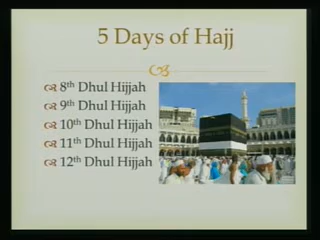 5 Days of Hajj
8th Dhul Hijjah
9th Dhul Hijjah
10th Dhul Hijjah
11th Dhul Hijjah
12th Dhul Hijjah